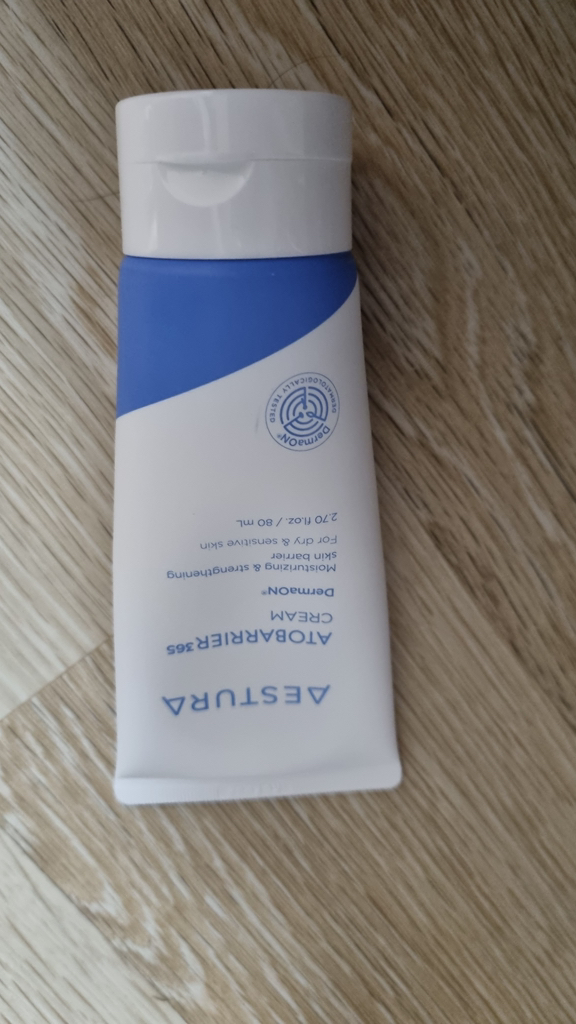 AESTURA
ATOBARRIER365
CREAM
DermaON®
Moisturizing & strengthening
skin barrier
For dry & sensitive skin
2.70 fl.oz. / 80 mL
DermaON®
DERMATOLOGICALLY TESTED